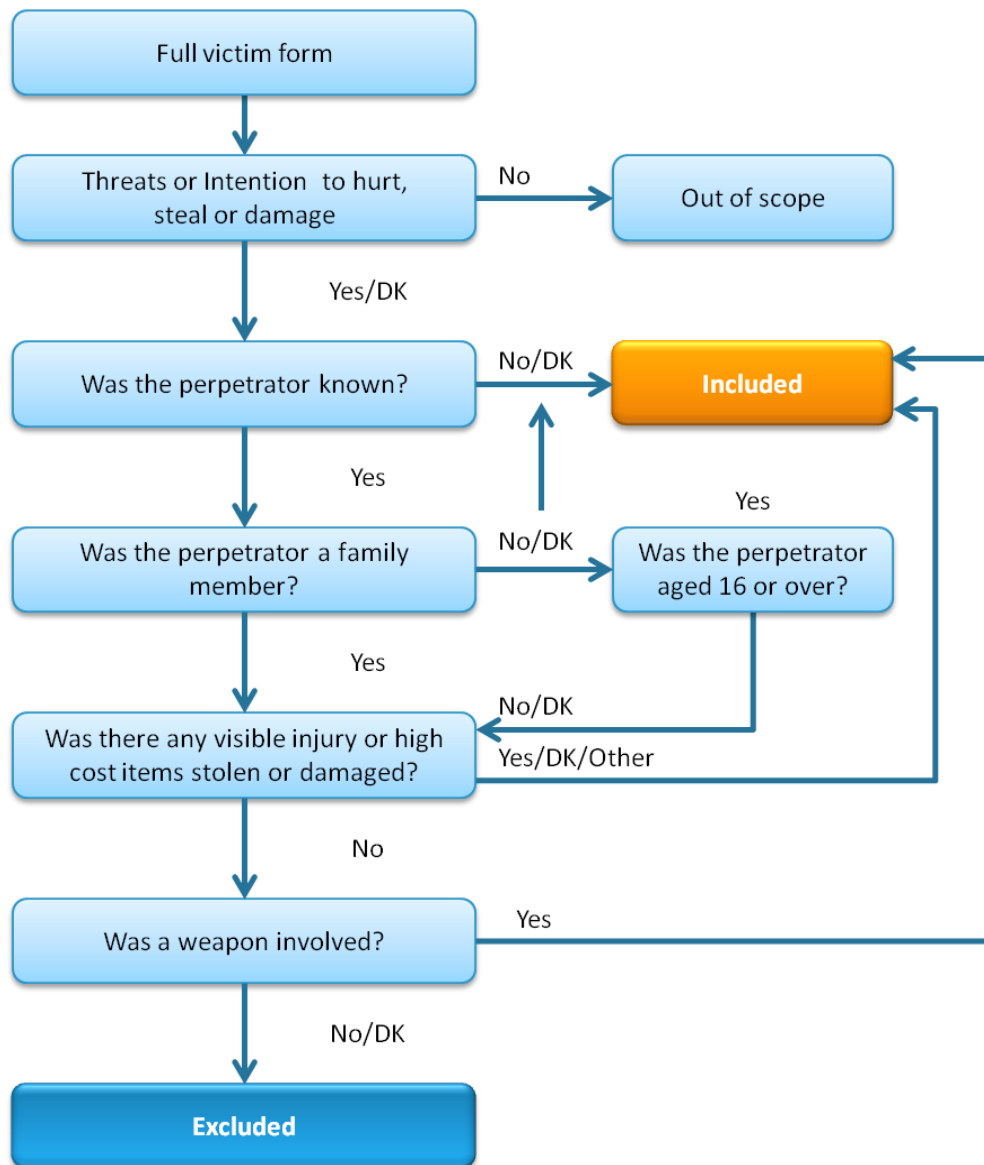 Full victim form
Threats or Intention to hurt,
steal or damage
No
Out of scope
Yes/DK
Was the perpetrator known?
No/DK
Included
Yes
Yes
Was the perpetrator a family
member?
No/DK
Was the perpetrator
aged 16 or over?
Yes
No/DK
Was there any visible injury or high
cost items stolen or damaged?
Yes/DK/Other
No
Was a weapon involved?
Yes
No/DK
Excluded